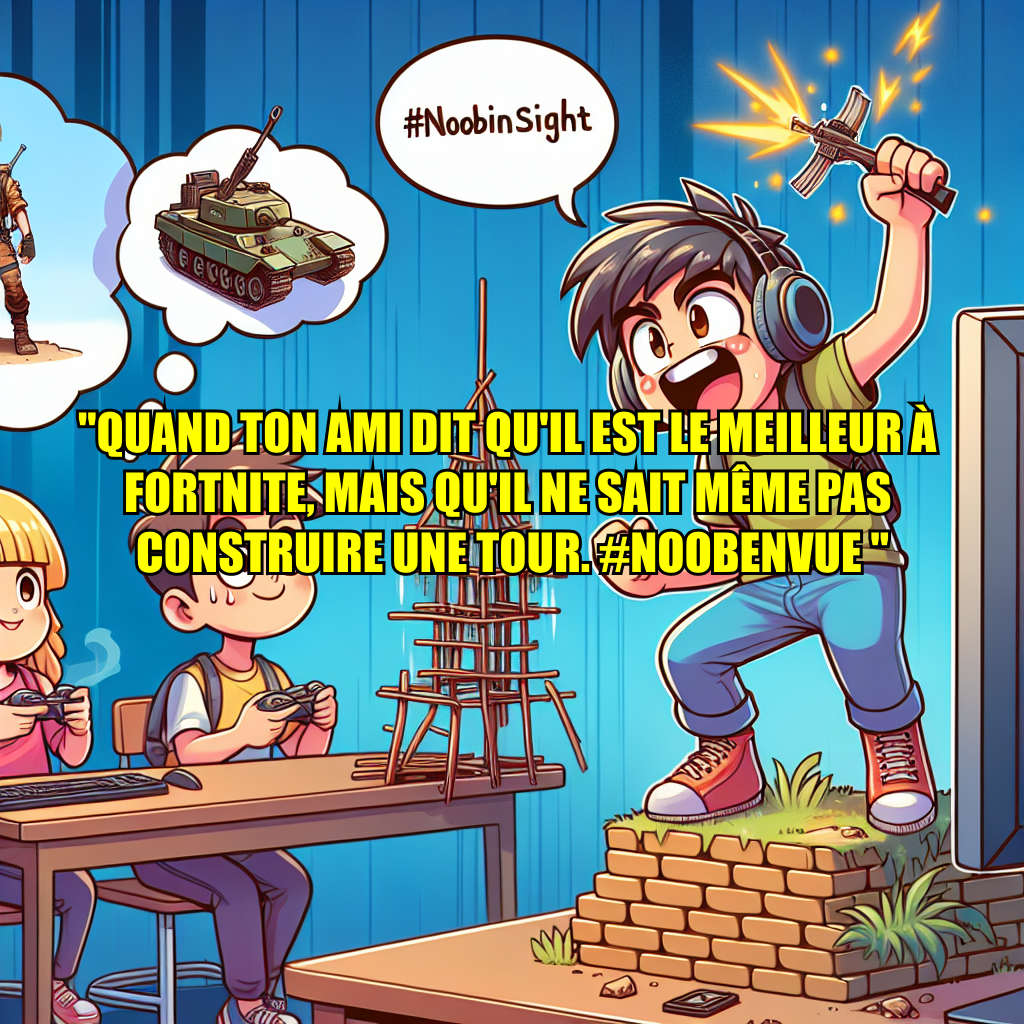 #NoobinSight
"QUAND TON AMI DIT QU'IL EST LE MEILLEUR À
FORTNITE, MAIS QU'IL NE SAIT MÊME PAS
CONSTRUIRE UNE TOUR. #NOOBENVUE "